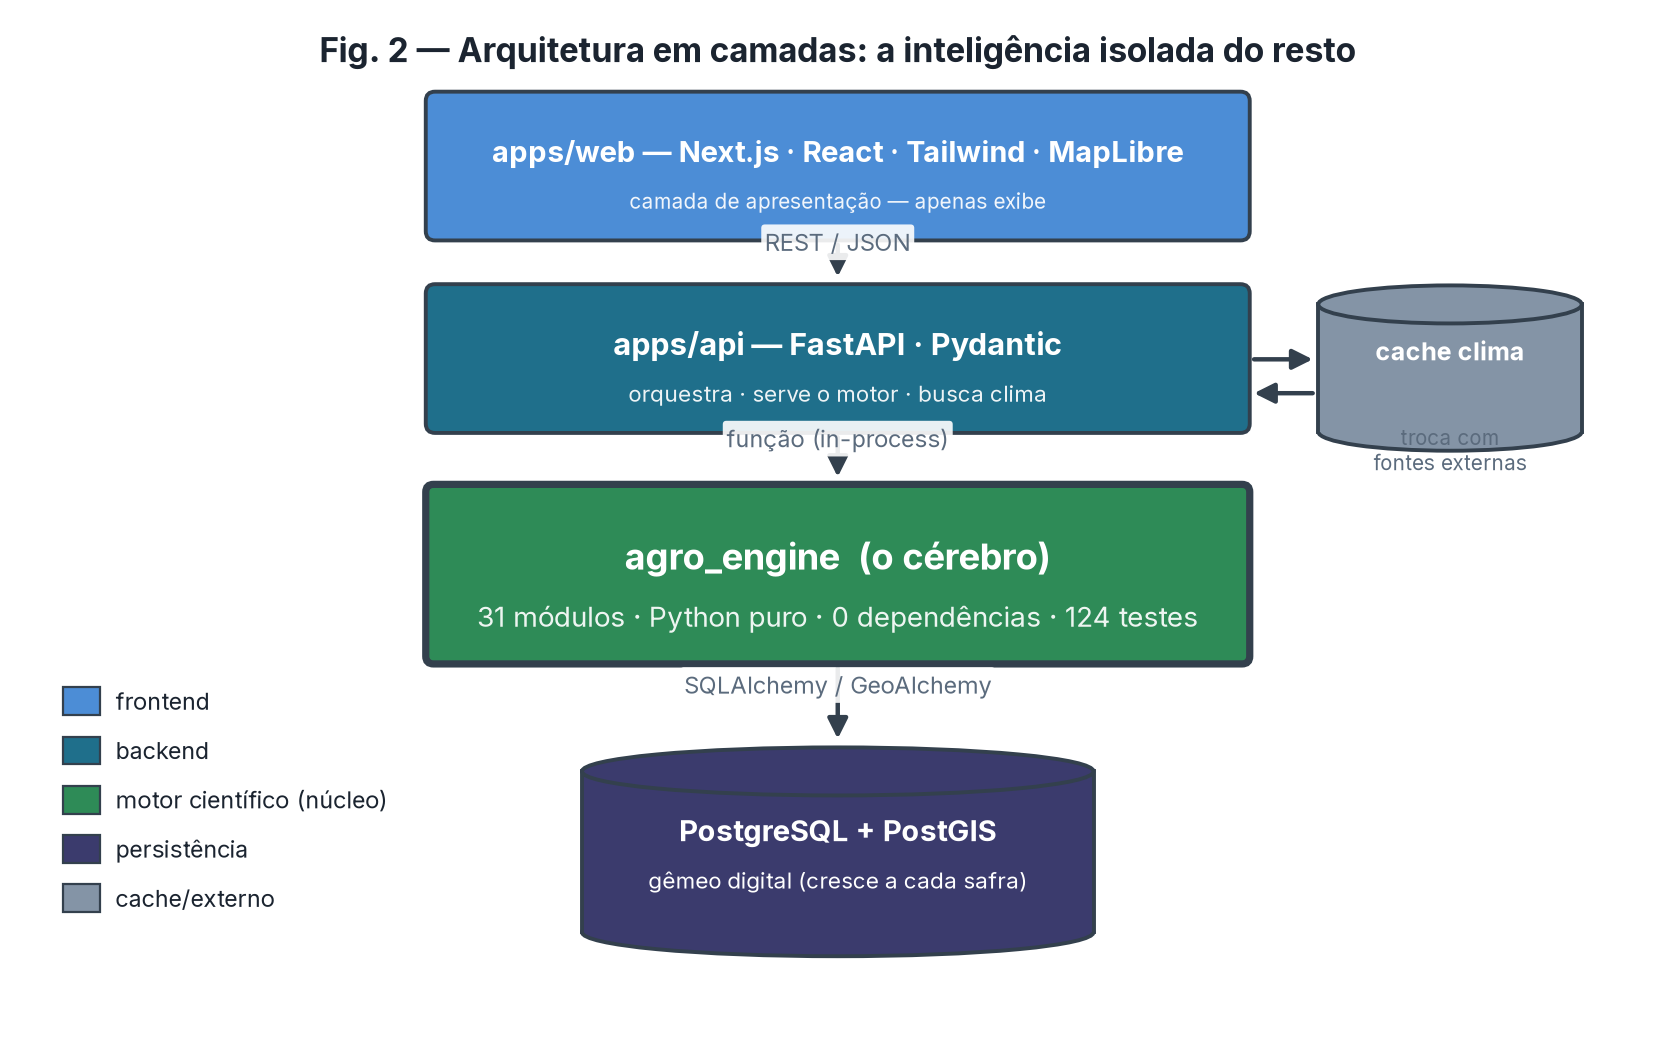 Fig. 2 — Arquitetura em camadas: a inteligência isolada do resto
apps/web — Next.js · React · Tailwind · MapLibre
camada de apresentação — apenas exibe
REST / JSON
apps/api — FastAPI · Pydantic
orquestra · serve o motor · busca clima
cache clima
troca com
fontes externas
função (in-process)
agro_engine (o cérebro)
31 módulos · Python puro · 0 dependências · 124 testes
SQLAlchemy / GeoAlchemy
PostgreSQL + PostGIS
gêmeo digital (cresce a cada safra)
frontend
backend
motor científico (núcleo)
persistência
cache/externo